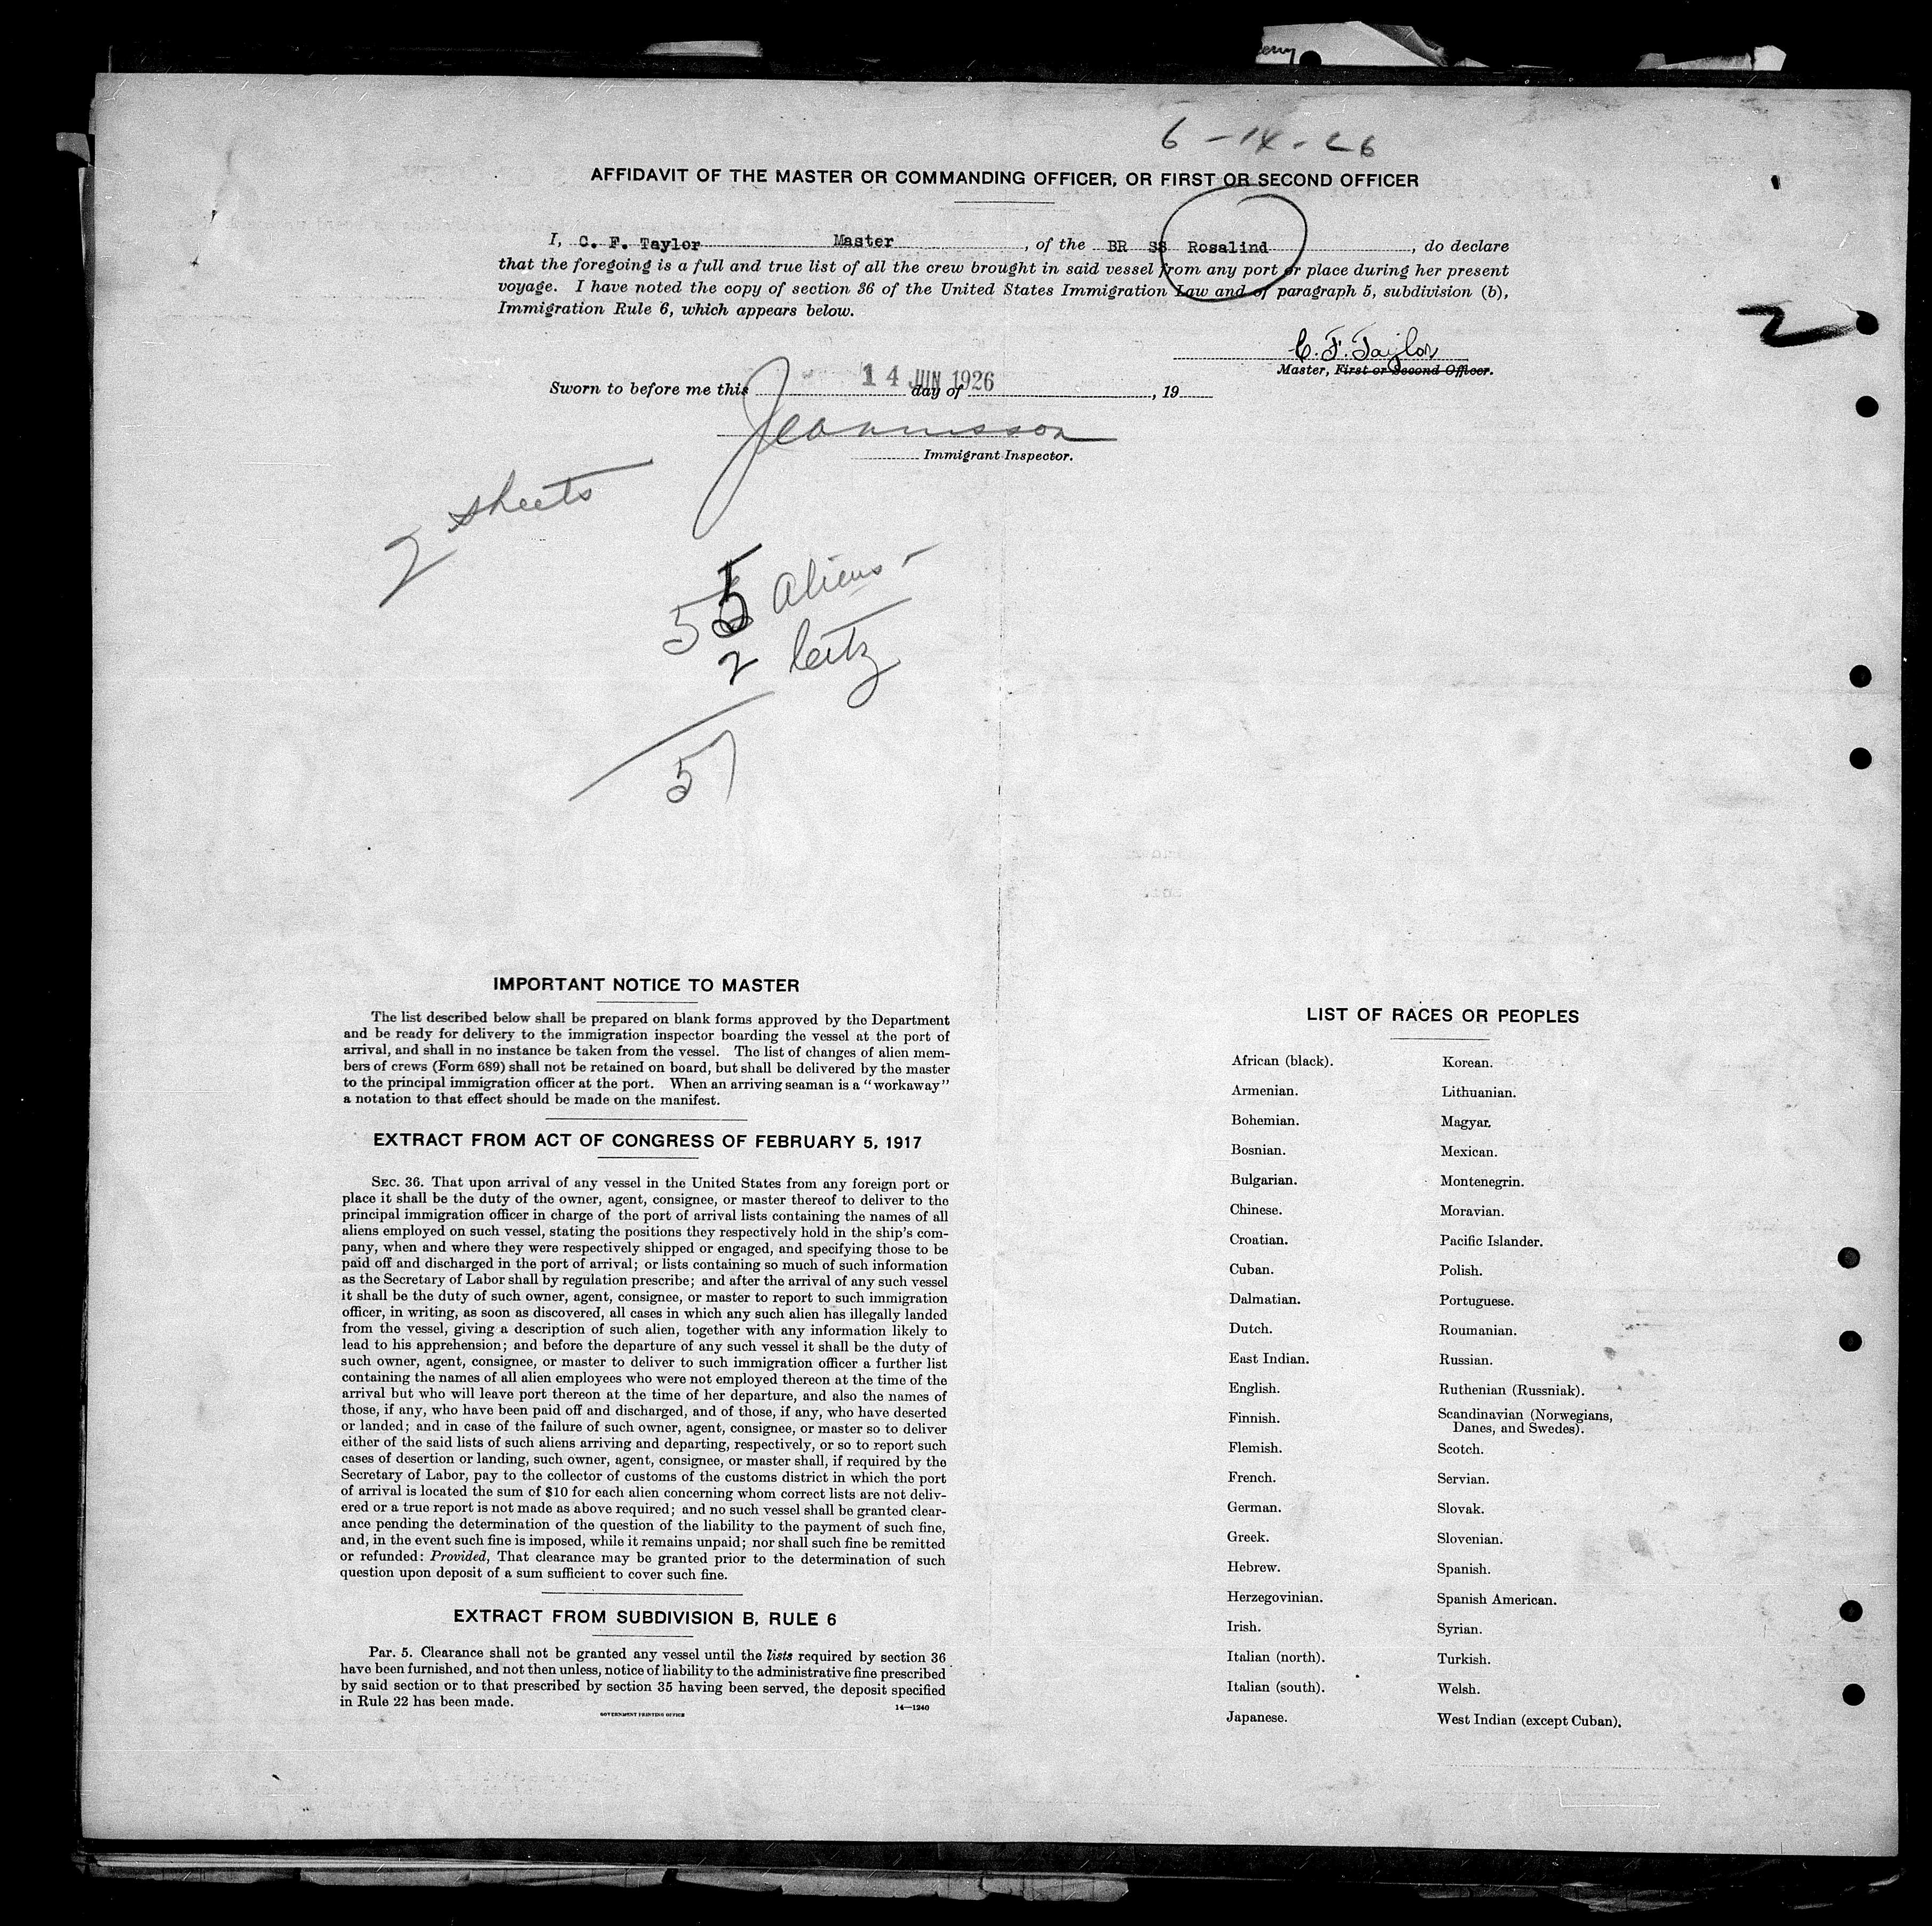 6-14-26
AFFIDAVIT OF THE MASTER OR COMMANDING OFFICER, OR FIRST OR SECOND OFFICER
I, C. F. Taylor Master, of the BR SS Rosalind, do declare
that the foregoing is a full and true list of all the crew brought in said vessel from any port or place during her present
voyage. I have noted the copy of section 36 of the United States Immigration Law and of paragraph 5, subdivision (b),
Immigration Rule 6, which appears below.
2
C. F. Taylor
Master, First or Second Officer.
Sworn to before me this 14 JUN 1926 day of , 19
Immigrant Inspector.
2 sheets
55 aliens -
2
57
IMPORTANT NOTICE TO MASTER
The list described below shall be prepared on blank forms approved by the Department
and be ready for delivery to the immigration inspector boarding the vessel at the port of
arrival, and shall in no instance be taken from the vessel. The list of changes of alien mem-
bers of crews (Form 689) shall not be retained on board, but shall be delivered by the master
to the principal immigration officer at the port. When an arriving seaman is a "workaway"
a notation to that effect should be made on the manifest.
EXTRACT FROM ACT OF CONGRESS OF FEBRUARY 5, 1917
SEC. 36. That upon arrival of any vessel in the United States from any foreign port or
place it shall be the duty of the owner, agent, consignee, or master thereof to deliver to the
principal immigration officer in charge of the port of arrival lists containing the names of all
aliens employed on such vessel, stating the positions they respectively hold in the ship's com-
pany, when and where they were respectively shipped or engaged, and specifying those to be
paid off and discharged in the port of arrival; or lists containing so much of such information
as the Secretary of Labor shall by regulation prescribe; and after the arrival of any such vessel
it shall be the duty of such owner, agent, consignee, or master to report to such immigration
officer, in writing, as soon as discovered, all cases in which any such alien has illegally landed
from the vessel, giving a description of such alien, together with any information likely to
lead to his apprehension; and before the departure of any such vessel it shall be the duty of
such owner, agent, consignee, or master to deliver to such immigration officer a further list
containing the names of all alien employees who were not employed thereon at the time of the
arrival but who will leave port thereon at the time of her departure, and also the names of
those, if any, who have been paid off and discharged, and of those, if any, who have deserted
or landed; and in case of the failure of such owner, agent, consignee, or master so to deliver
either of the said lists of such aliens arriving and departing, respectively, or so to report such
cases of desertion or landing, such owner, agent, consignee, or master shall, if required by the
Secretary of Labor, pay to the collector of customs of the customs district in which the port
of arrival is located the sum of $10 for each alien concerning whom correct lists are not deliv-
ered or a true report is not made as above required; and no such vessel shall be granted clear-
ance pending the determination of the question of the liability to the payment of such fine,
and, in the event such fine is imposed, while it remains unpaid; nor shall such fine be remitted
or refunded: Provided, That clearance may be granted prior to the determination of such
question upon deposit of a sum sufficient to cover such fine.
EXTRACT FROM SUBDIVISION B, RULE 6
Par. 5. Clearance shall not be granted any vessel until the lists required by section 36
have been furnished, and not then unless, notice of liability to the administrative fine prescribed
by said section or to that prescribed by section 35 having been served, the deposit specified
in Rule 22 has been made.
14—1240
GOVERNMENT PRINTING OFFICE
LIST OF RACES OR PEOPLES
African (black).
Armenian.
Bohemian.
Bosnian.
Bulgarian.
Chinese.
Croatian.
Cuban.
Dalmatian.
Dutch.
East Indian.
English.
Finnish.
Flemish.
French.
German.
Greek.
Hebrew.
Herzegovinian.
Irish.
Italian (north).
Italian (south).
Japanese.
Korean.
Lithuanian.
Magyar.
Mexican.
Montenegrin.
Moravian.
Pacific Islander.
Polish.
Portuguese.
Roumanian.
Russian.
Ruthenian (Russniak).
Scandinavian (Norwegians,
Danes, and Swedes).
Scotch.
Servian.
Slovak.
Slovenian.
Spanish.
Spanish American.
Syrian.
Turkish.
Welsh.
West Indian (except Cuban).